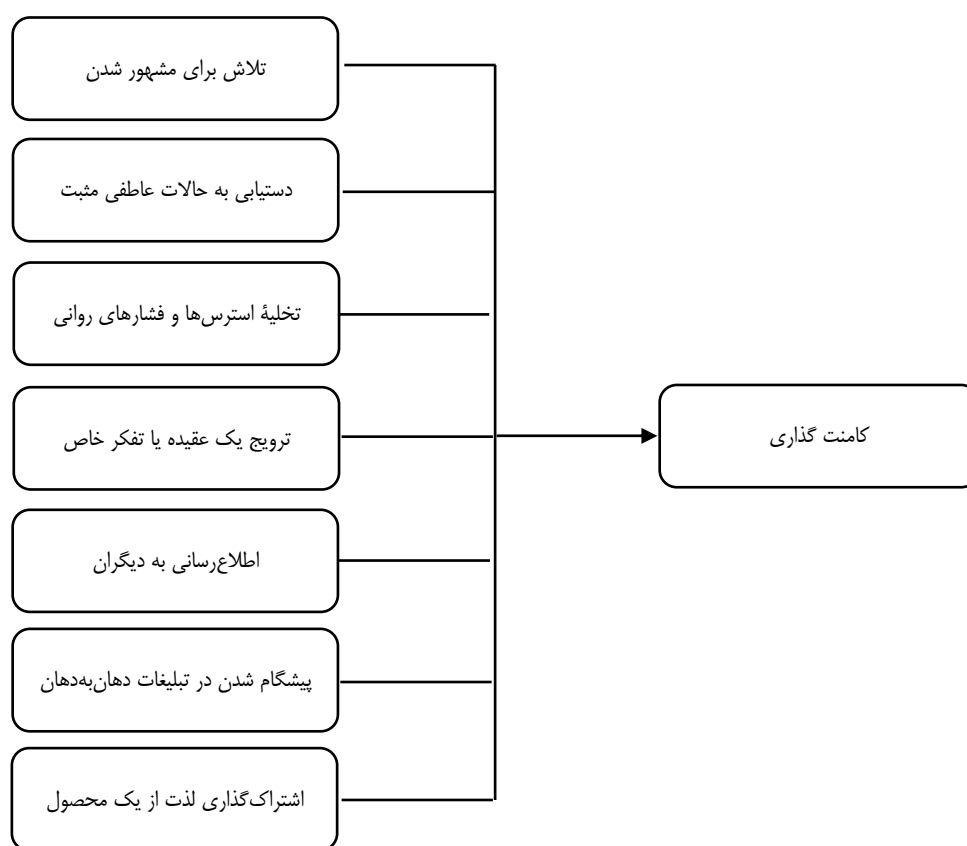 تلاش برای مشهور شدن
دستیابی به حالات عاطفی مثبت
تخلیهٔ استرس‌ها و فشارهای روانی
ترویج یک عقیده یا تفکر خاص
کامنت گذاری
اطلاع‌رسانی به دیگران
پیشگام شدن در تبلیغات دهان‌به‌دهان
اشتراک‌گذاری لذت از یک محصول